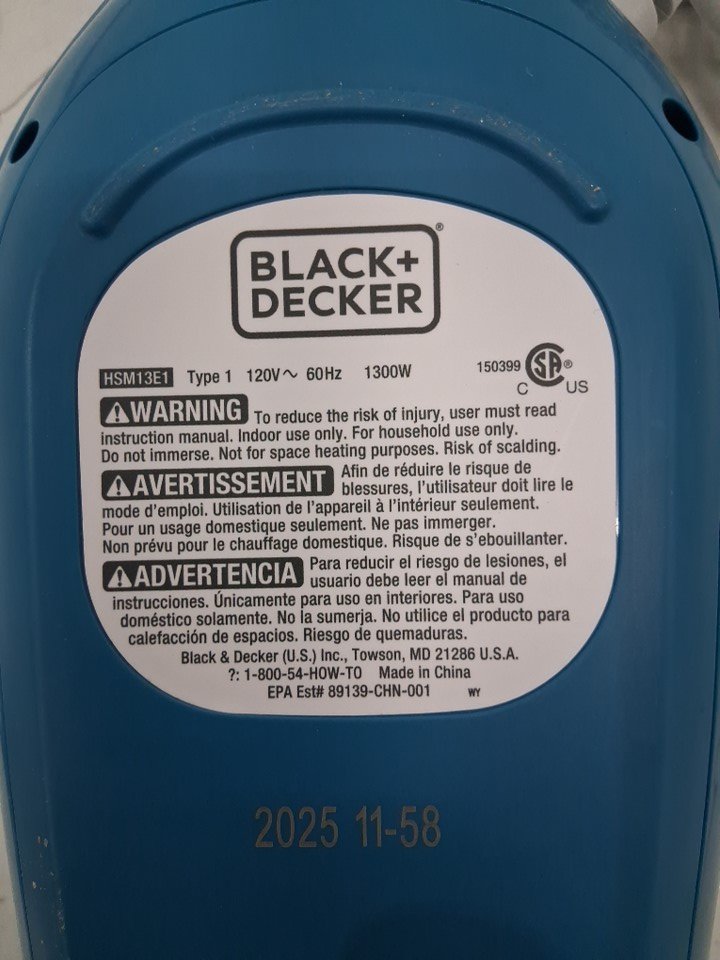 BLACK+
DECKER®
HSM13E1 Type 1 120V~ 60Hz 1300W 150399 CSA®
C US
WARNING To reduce the risk of injury, user must read
instruction manual. Indoor use only. For household use only.
Do not immerse. Not for space heating purposes. Risk of scalding.
AVERTISSEMENT Afin de réduire le risque de
blessures, l'utilisateur doit lire le
mode d'emploi. Utilisation de l'appareil à l'intérieur seulement.
Pour un usage domestique seulement. Ne pas immerger.
Non prévu pour le chauffage domestique. Risque de s'ebouillanter.
ADVERTENCIA Para reducir el riesgo de lesiones, el
usuario debe leer el manual de
instrucciones. Únicamente para uso en interiores. Para uso
doméstico solamente. No la sumerja. No utilice el producto para
calefacción de espacios. Riesgo de quemaduras.
Black & Decker (U.S.) Inc., Towson, MD 21286 U.S.A.
?: 1-800-54-HOW-TO Made in China
EPA Est# 89139-CHN-001 WY
2025 11-58